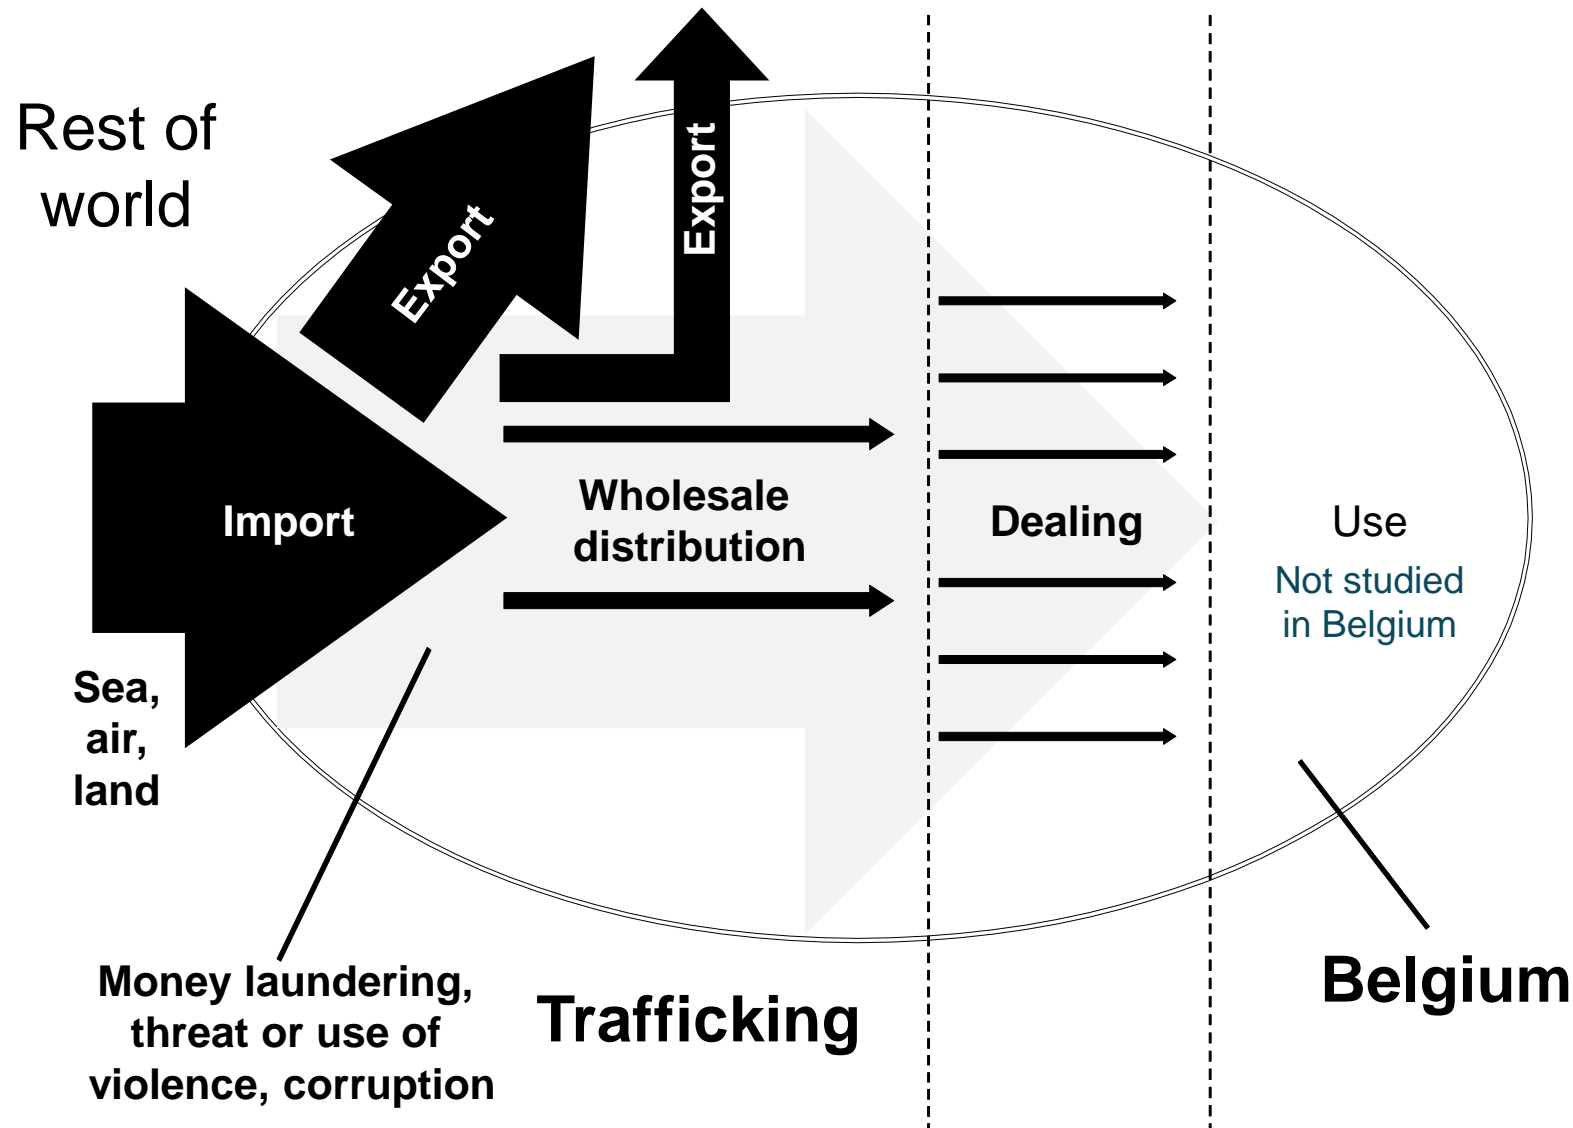 Rest of
world
Export
Export
Import
Wholesale
distribution
Dealing
Use
Not studied
in Belgium
Sea,
air,
land
Money laundering,
threat or use of
violence, corruption
Trafficking
Belgium